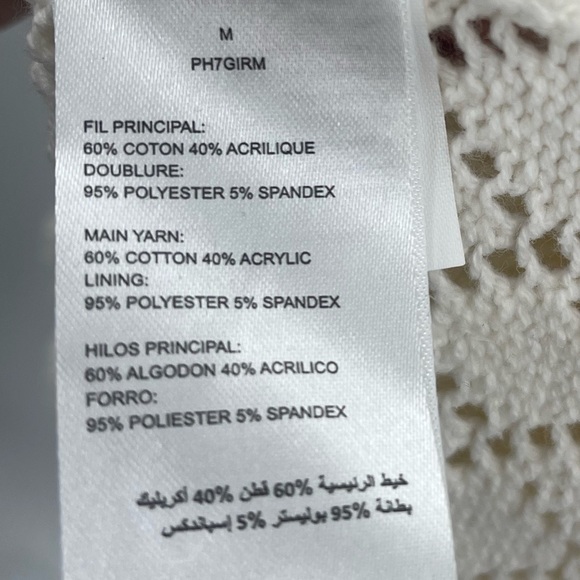 M
PH7GIRM
FIL PRINCIPAL:
60% COTON 40% ACRILIQUE
DOUBLURE:
95% POLYESTER 5% SPANDEX
MAIN YARN:
60% COTTON 40% ACRYLIC
LINING:
95% POLYESTER 5% SPANDEX
HILOS PRINCIPAL:
60% ALGODON 40% ACRILICO
FORRO:
95% POLIESTER 5% SPANDEX
خيط الرئيسية 60% قطن 40% أكريليك
بطانة 95% بوليستر 5% إسباندكس